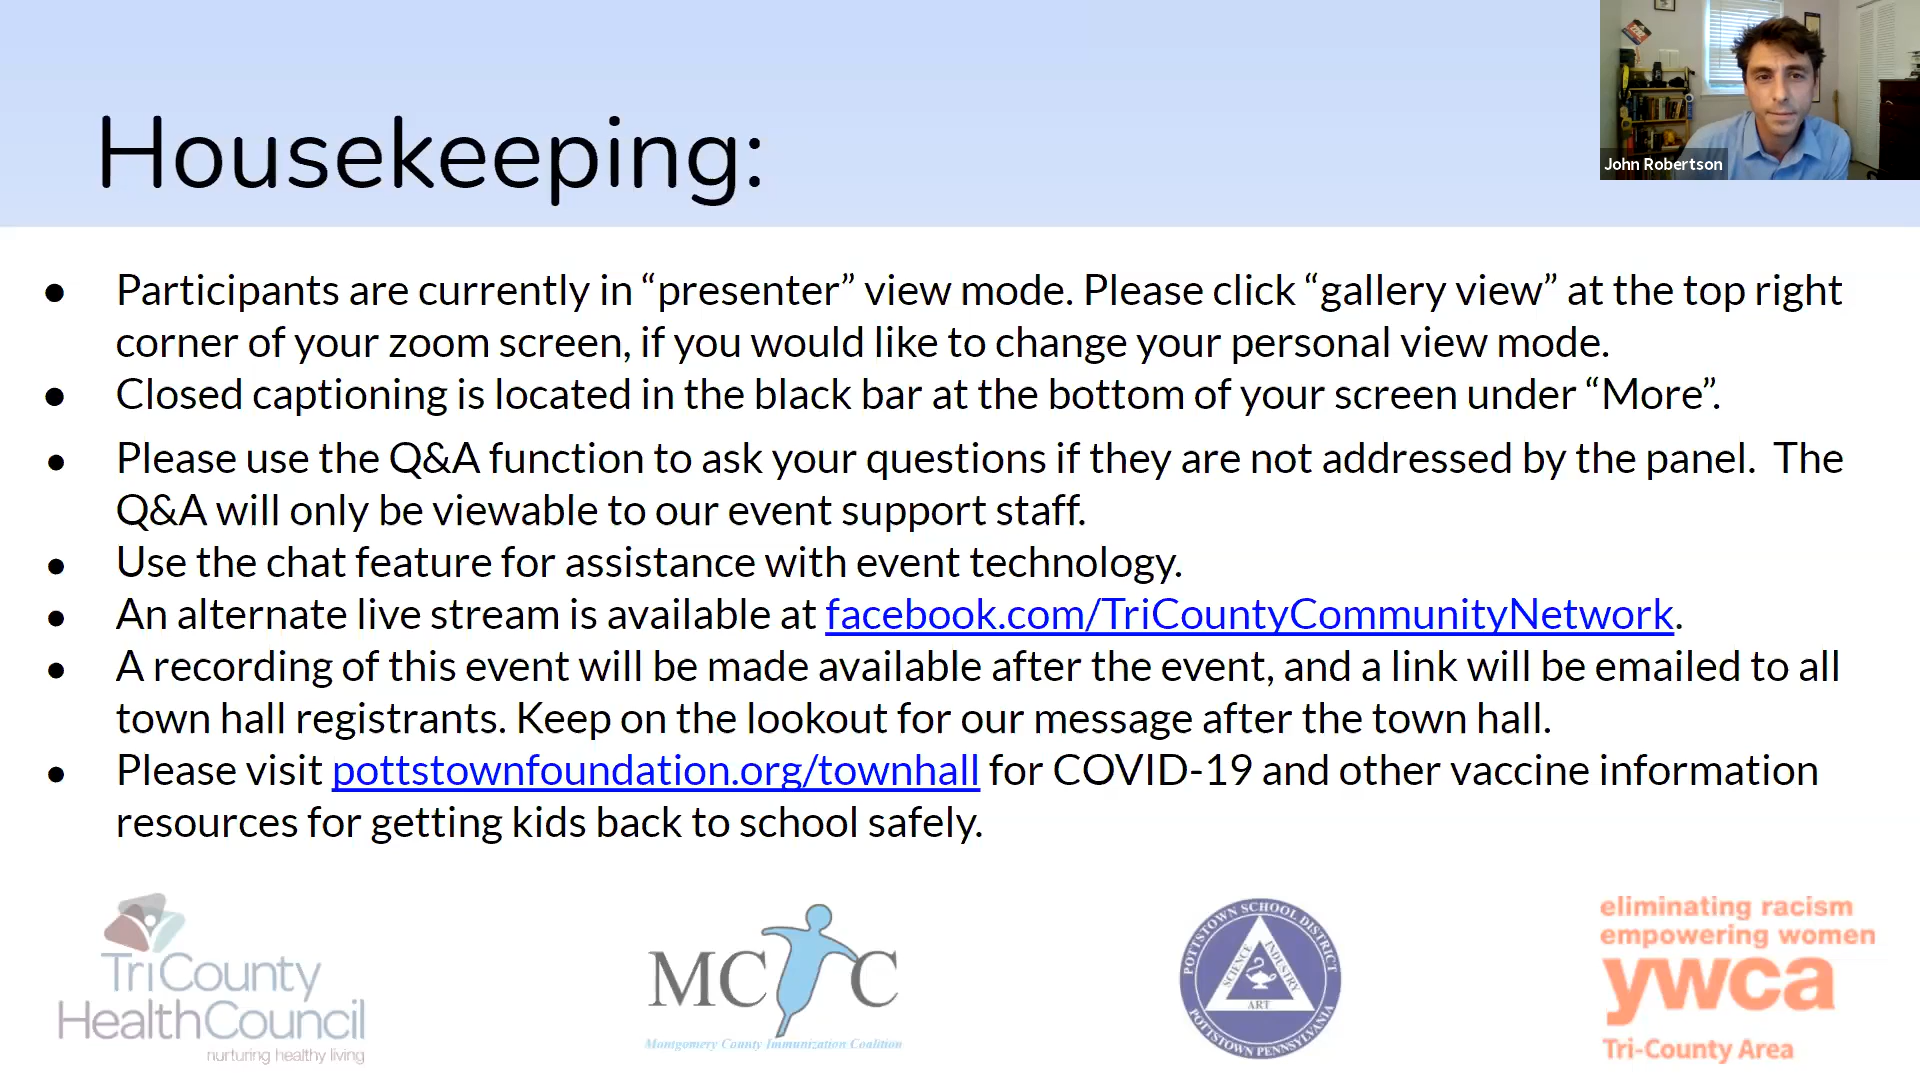 Housekeeping:
John Robertson
● Participants are currently in “presenter” view mode. Please click “gallery view” at the top right
corner of your zoom screen, if you would like to change your personal view mode.
● Closed captioning is located in the black bar at the bottom of your screen under “More”.
● Please use the Q&A function to ask your questions if they are not addressed by the panel.  The
Q&A will only be viewable to our event support staff.
● Use the chat feature for assistance with event technology.
● An alternate live stream is available at facebook.com/TriCountyCommunityNetwork.
● A recording of this event will be made available after the event, and a link will be emailed to all
town hall registrants. Keep on the lookout for our message after the town hall.
● Please visit pottstownfoundation.org/townhall for COVID-19 and other vaccine information
resources for getting kids back to school safely.
TriCounty
HealthCouncil
nurturing healthy living
MC C
Montgomery County Immunization Coalition
POTTSTOWN SCHOOL DISTRICT
SCIENCE
INDUSTRY
ART
POTTSTOWN PENNSYLVANIA
eliminating racism
empowering women
ywca
Tri-County Area